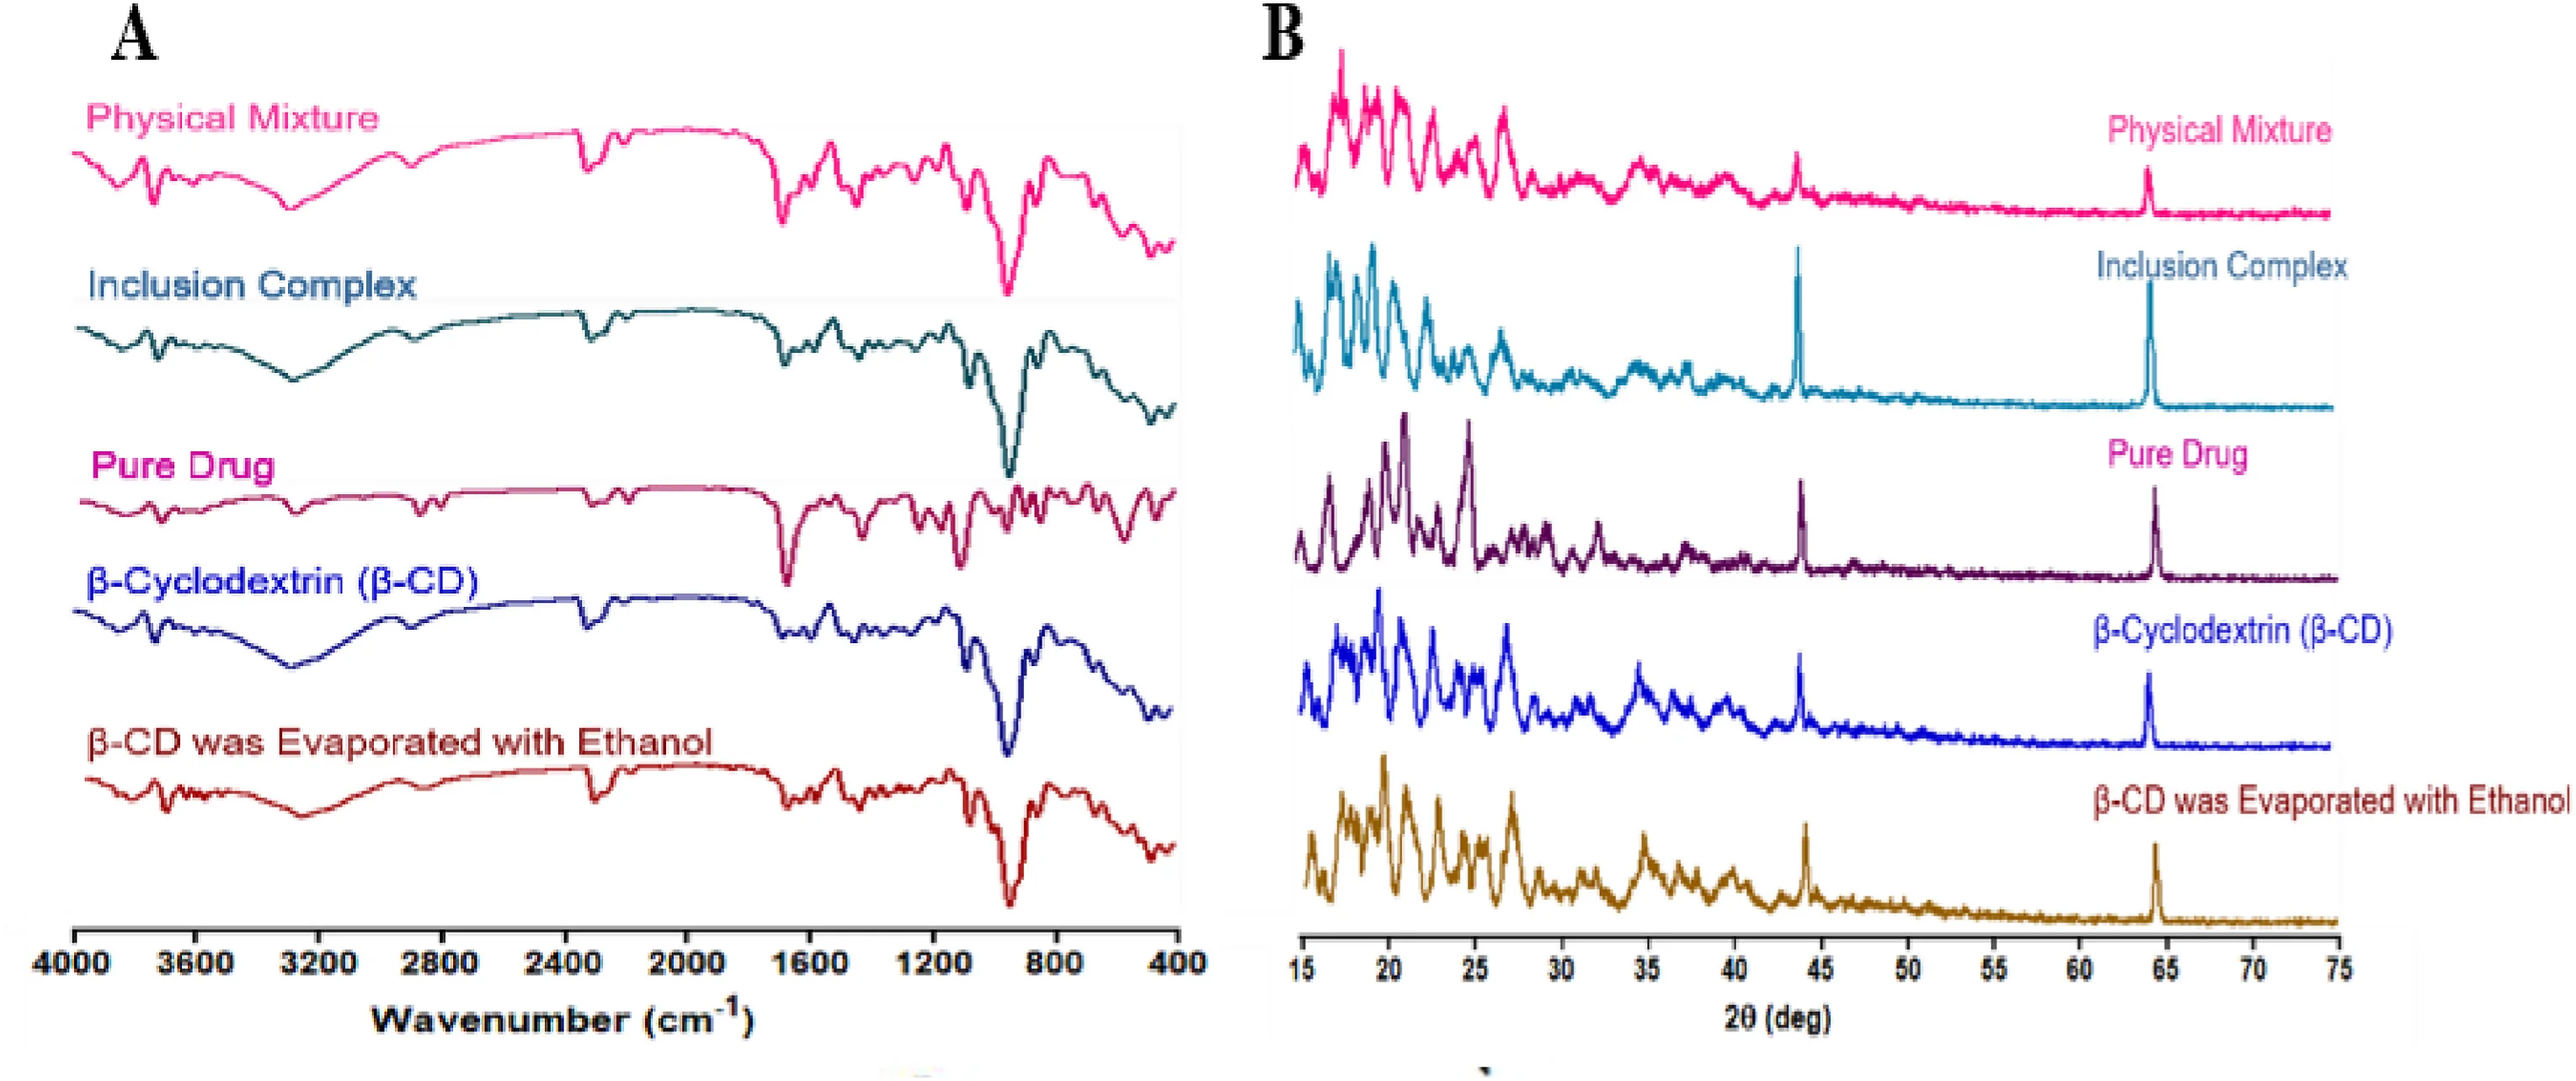 A
Physical Mixture
Inclusion Complex
Pure Drug
β-Cyclodextrin (β-CD)
β-CD was Evaporated with Ethanol
4000 3600 3200 2800 2400 2000 1600 1200 800 400
Wavenumber (cm⁻¹)
B
Physical Mixture
Inclusion Complex
Pure Drug
β-Cyclodextrin (β-CD)
β-CD was Evaporated with Ethanol
15 20 25 30 35 40 45 50 55 60 65 70 75
2θ (deg)